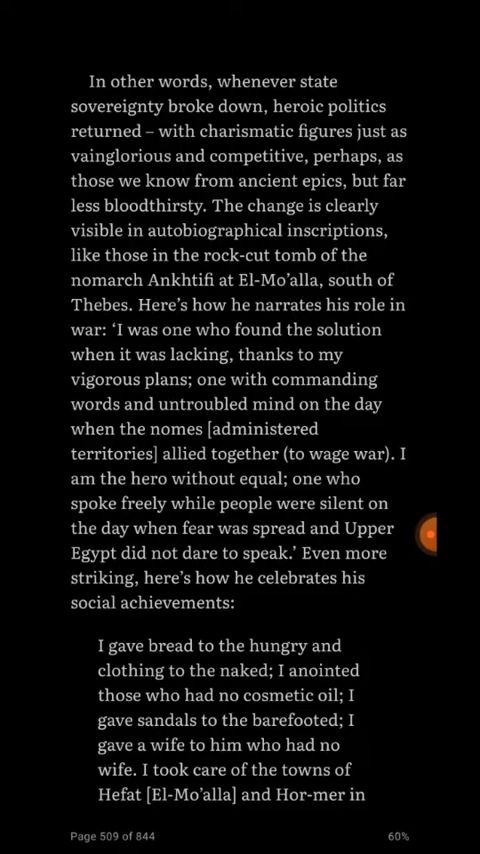 In other words, whenever state
sovereignty broke down, heroic politics
returned – with charismatic figures just as
vainglorious and competitive, perhaps, as
those we know from ancient epics, but far
less bloodthirsty. The change is clearly
visible in autobiographical inscriptions,
like those in the rock-cut tomb of the
nomarch Ankhtifi at El-Mo’alla, south of
Thebes. Here’s how he narrates his role in
war: ‘I was one who found the solution
when it was lacking, thanks to my
vigorous plans; one with commanding
words and untroubled mind on the day
when the nomes [administered
territories] allied together (to wage war). I
am the hero without equal; one who
spoke freely while people were silent on
the day when fear was spread and Upper
Egypt did not dare to speak.’ Even more
striking, here’s how he celebrates his
social achievements:
I gave bread to the hungry and
clothing to the naked; I anointed
those who had no cosmetic oil; I
gave sandals to the barefooted; I
gave a wife to him who had no
wife. I took care of the towns of
Hefat [El-Mo’alla] and Hor-mer in
Page 509 of 844
60%